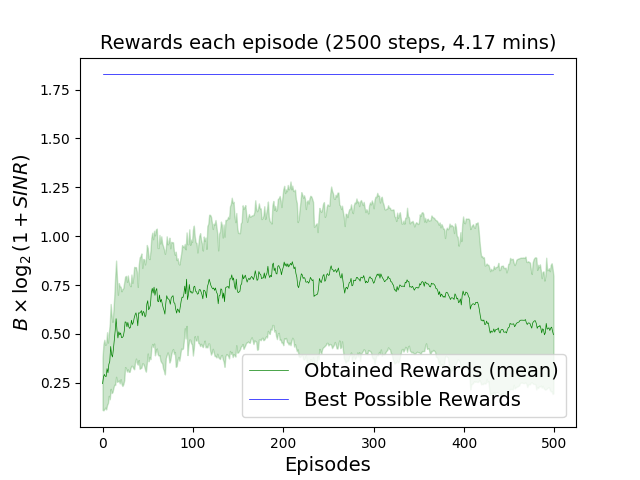 Rewards each episode (2500 steps, 4.17 mins)
B × log₂(1 + SINR)
1.75
1.50
1.25
1.00
0.75
0.50
0.25
Obtained Rewards (mean)
Best Possible Rewards
0 100 200 300 400 500
Episodes